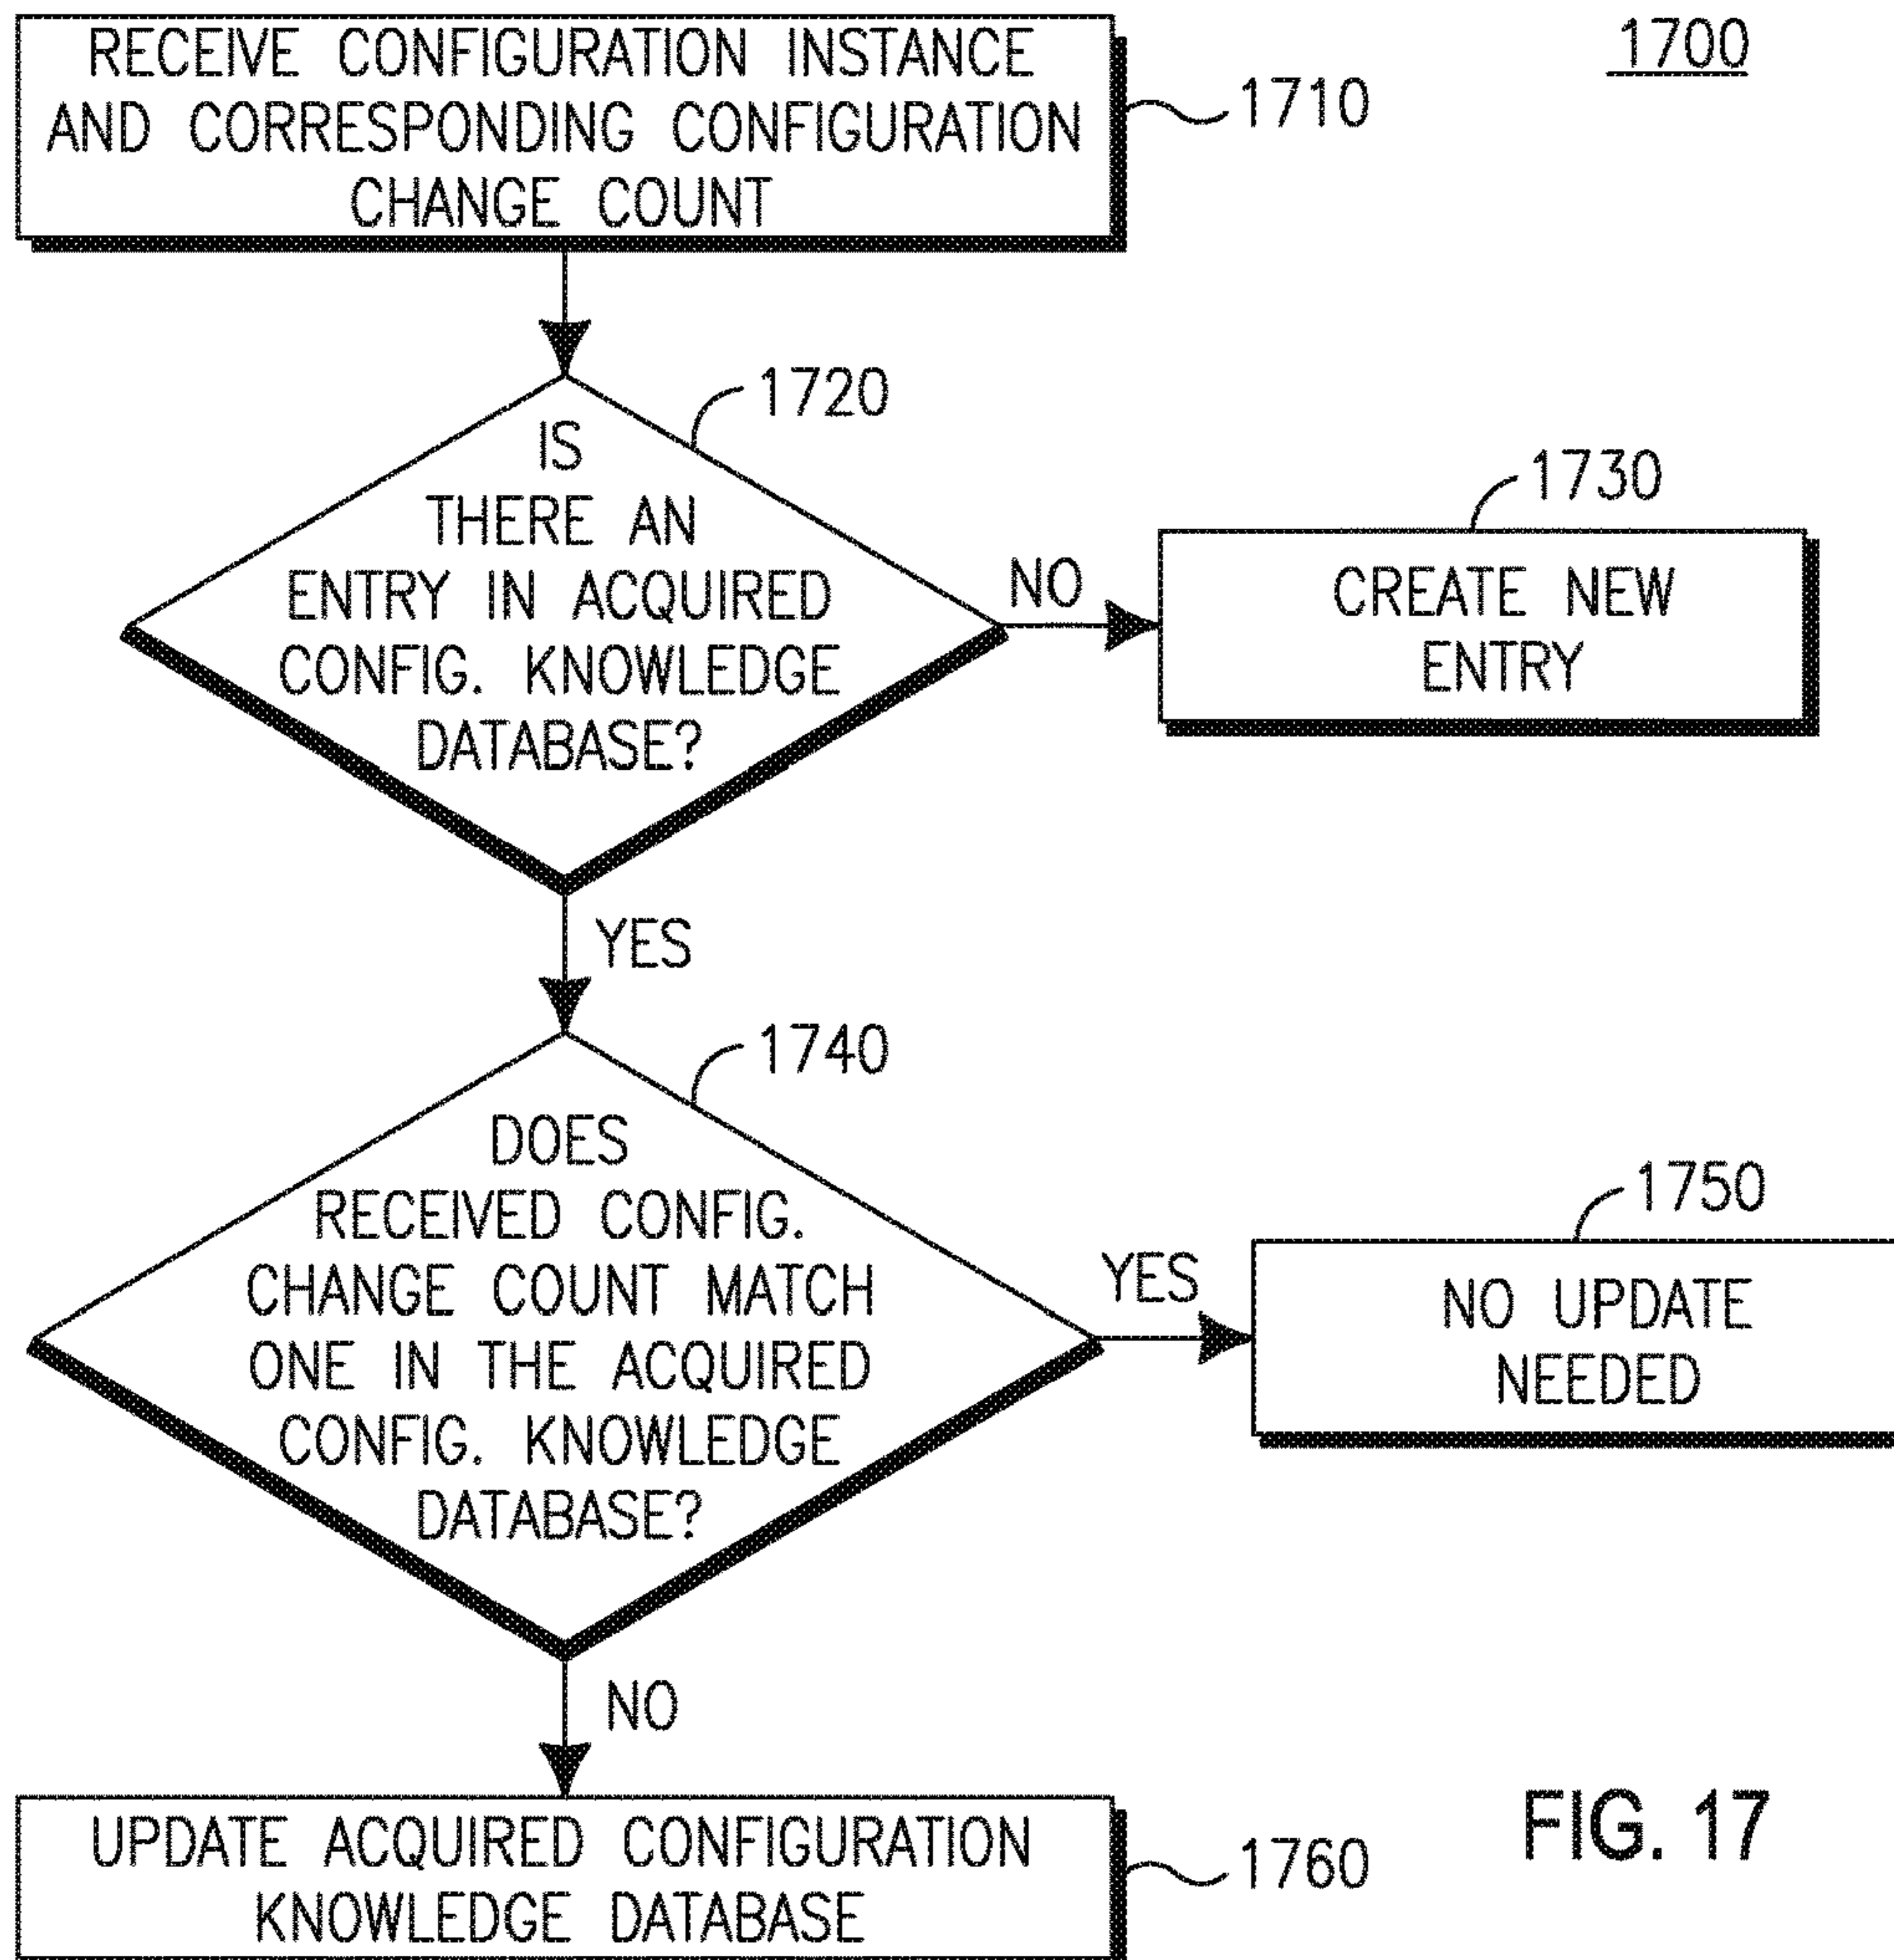 1700
RECEIVE CONFIGURATION INSTANCE
AND CORRESPONDING CONFIGURATION
CHANGE COUNT
1710
1720
IS
THERE AN
ENTRY IN ACQUIRED
CONFIG. KNOWLEDGE
DATABASE?
NO
1730
CREATE NEW
ENTRY
YES
1740
DOES
RECEIVED CONFIG.
CHANGE COUNT MATCH
ONE IN THE ACQUIRED
CONFIG. KNOWLEDGE
DATABASE?
YES
1750
NO UPDATE
NEEDED
NO
UPDATE ACQUIRED CONFIGURATION
KNOWLEDGE DATABASE
1760
FIG. 17